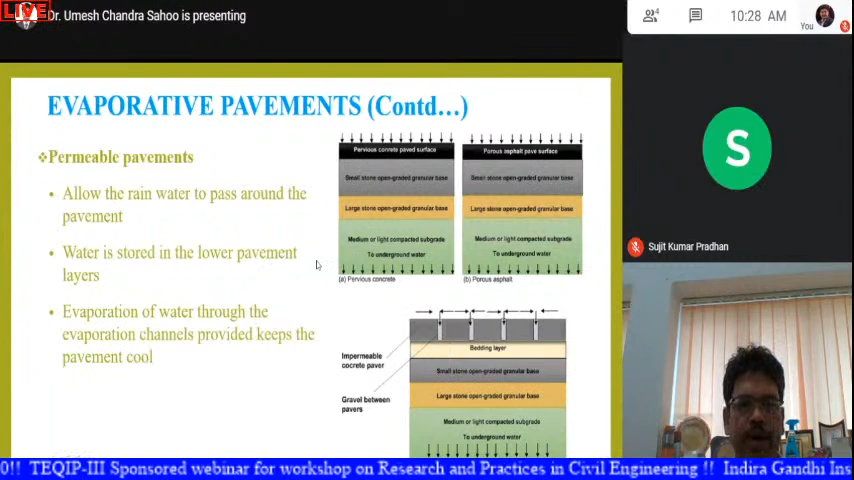 LIVE
Dr. Umesh Chandra Sahoo is presenting
4
10:28 AM
You
EVAPORATIVE PAVEMENTS (Contd…)
❖Permeable pavements
• Allow the rain water to pass around the
pavement
• Water is stored in the lower pavement
layers
• Evaporation of water through the
evaporation channels provided keeps the
pavement cool
Pervious concrete paved surface
Small stone open-graded granular base
Large stone open-graded granular base
Medium or light compacted subgrade
To underground water
(a) Pervious concrete
Porous asphalt pave surface
Small stone open-graded granular base
Large stone open-graded granular base
Medium or light compacted subgrade
To underground water
(b) Porous asphalt
Impermeable
cocrete paver
Gravel between
pavers
Bedding layer
Small stone open-graded granular base
Large stone open-graded granular base
Medium or light compacted subgrade
To underground water
S
Sujit Kumar Pradhan
0!! TEQIP-III Sponsored webinar for workshop on Research and Practices in Civil Engineering !! Indira Gandhi Ins